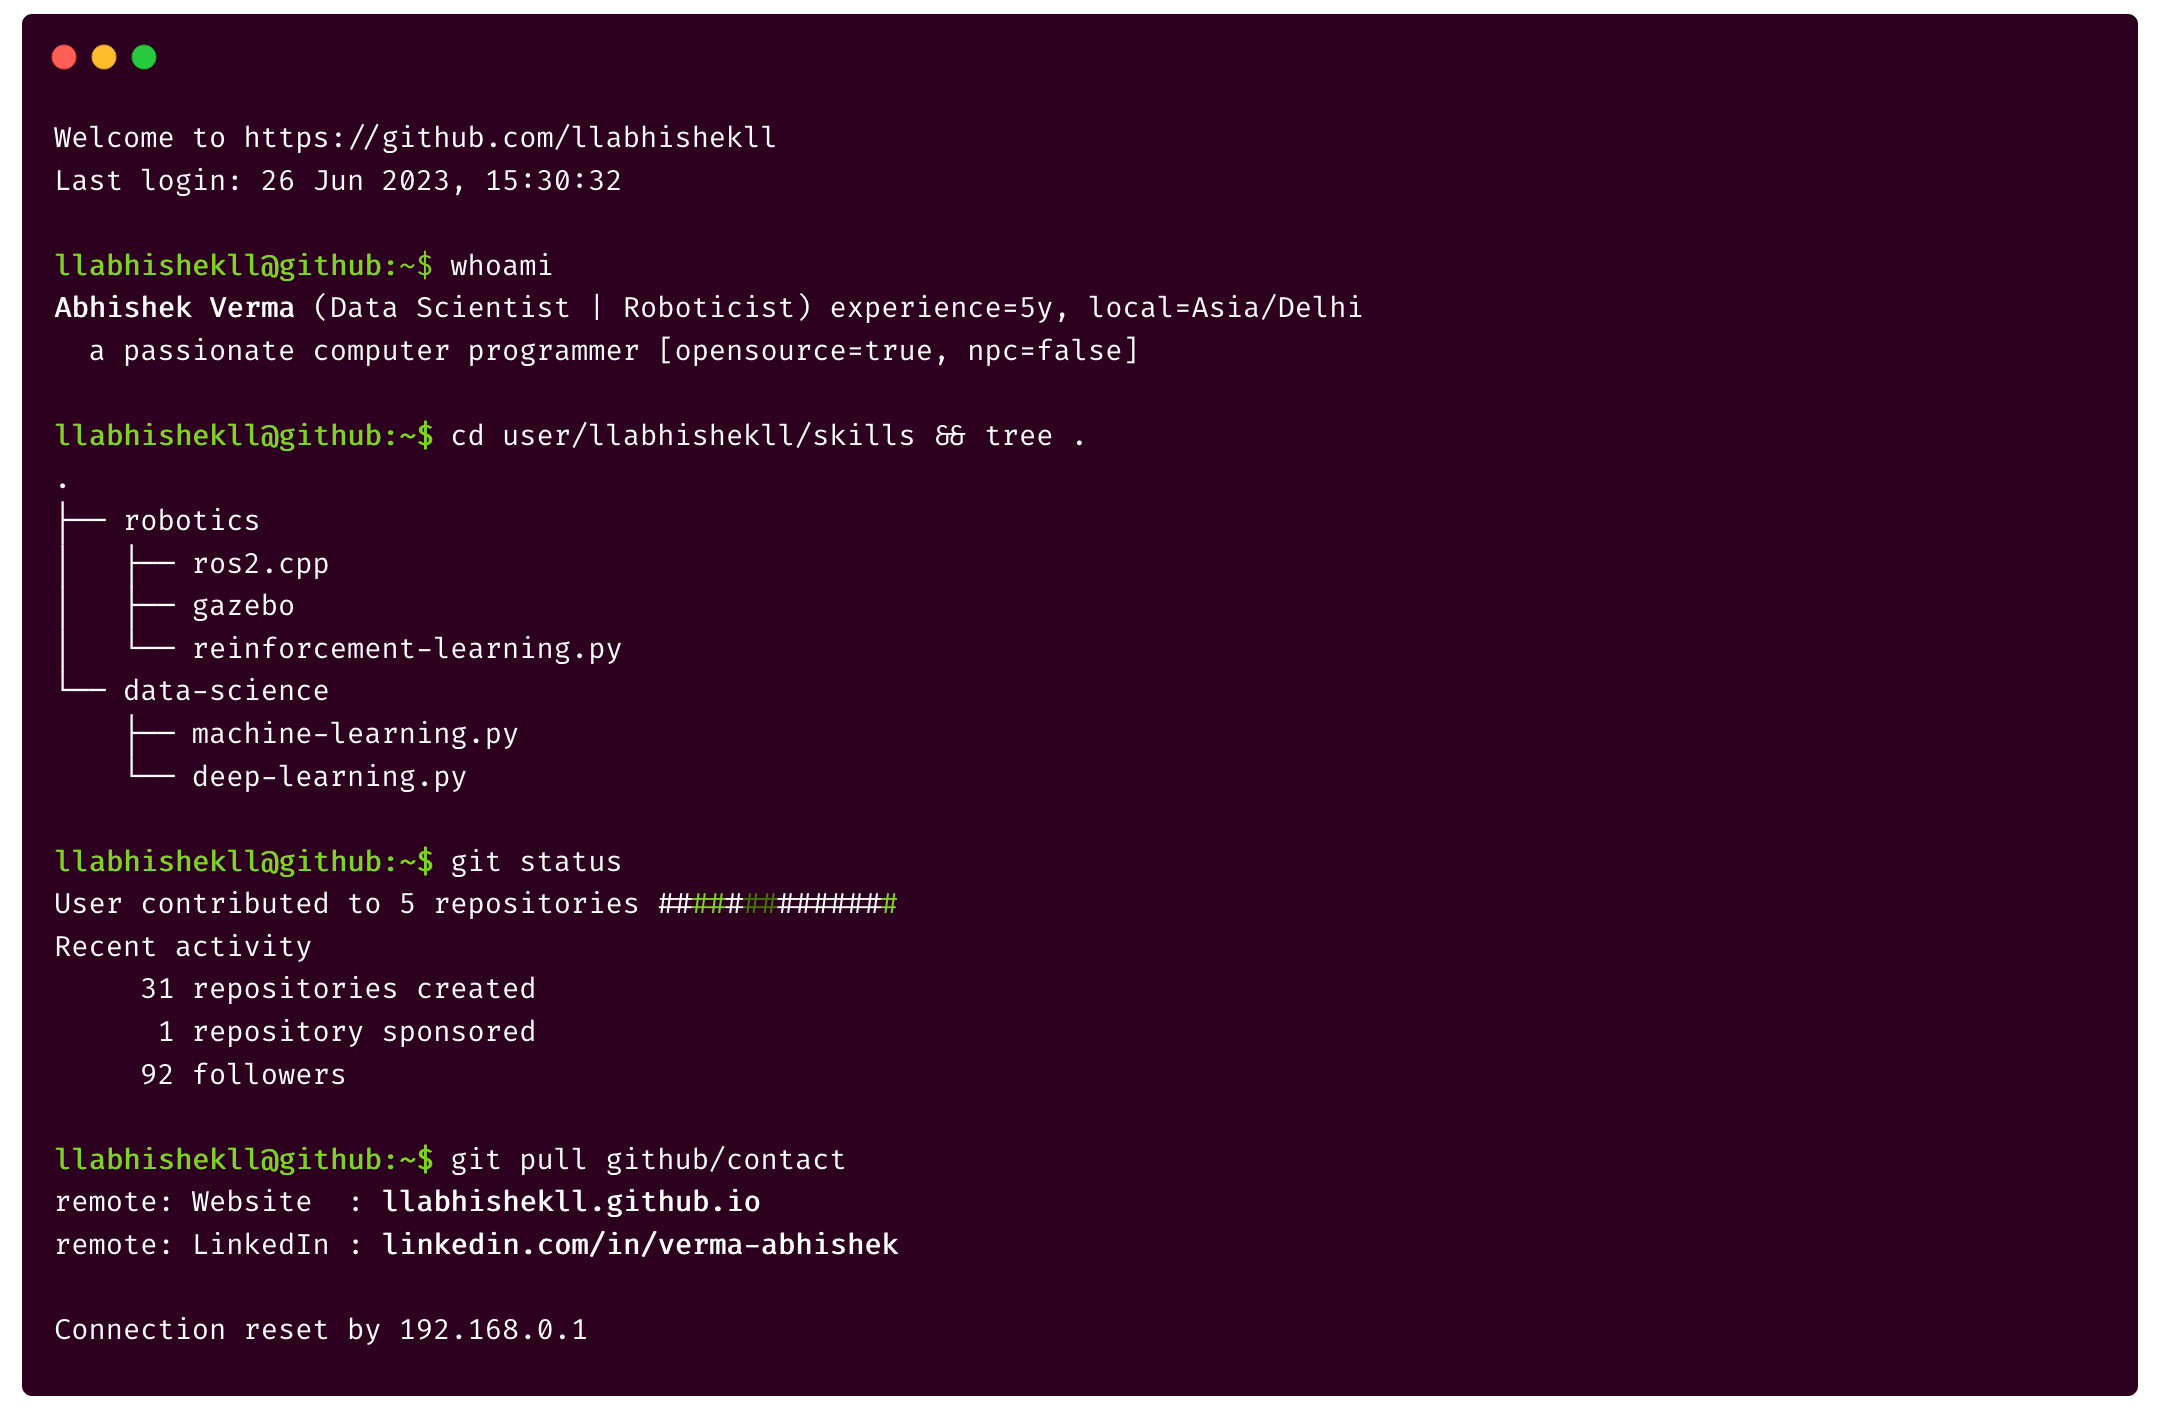 Welcome to https://github.com/llabhishekll
Last login: 26 Jun 2023, 15:30:32
llabhishekll@github:~$ whoami
Abhishek Verma (Data Scientist | Roboticist) experience=5y, local=Asia/Delhi
  a passionate computer programmer [opensource=true, npc=false]
llabhishekll@github:~$ cd user/llabhishekll/skills && tree .
.
├── robotics
│   ├── ros2.cpp
│   ├── gazebo
│   └── reinforcement-learning.py
└── data-science
    ├── machine-learning.py
    └── deep-learning.py
llabhishekll@github:~$ git status
User contributed to 5 repositories ##############
Recent activity
     31 repositories created
      1 repository sponsored
     92 followers
llabhishekll@github:~$ git pull github/contact
remote: Website  : llabhishekll.github.io
remote: LinkedIn : linkedin.com/in/verma-abhishek
Connection reset by 192.168.0.1